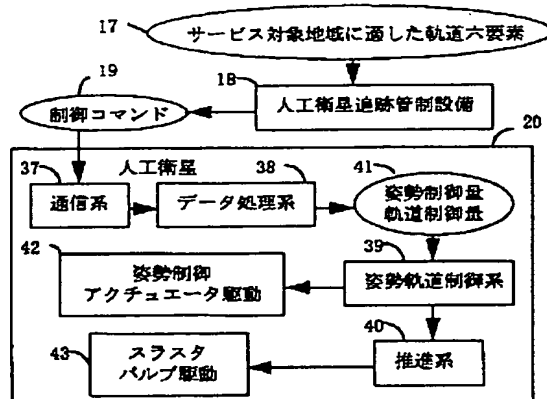 17
サービス対象地域に適した軌道六要素
19
18
制御コマンド
人工衛星追跡管制設備
20
人工衛星
37
通信系
38
データ処理系
41
姿勢制御量
軌道制御量
42
姿勢制御
アクチュエータ駆動
39
姿勢軌道制御系
43
スラスタ
バルブ駆動
40
推進系